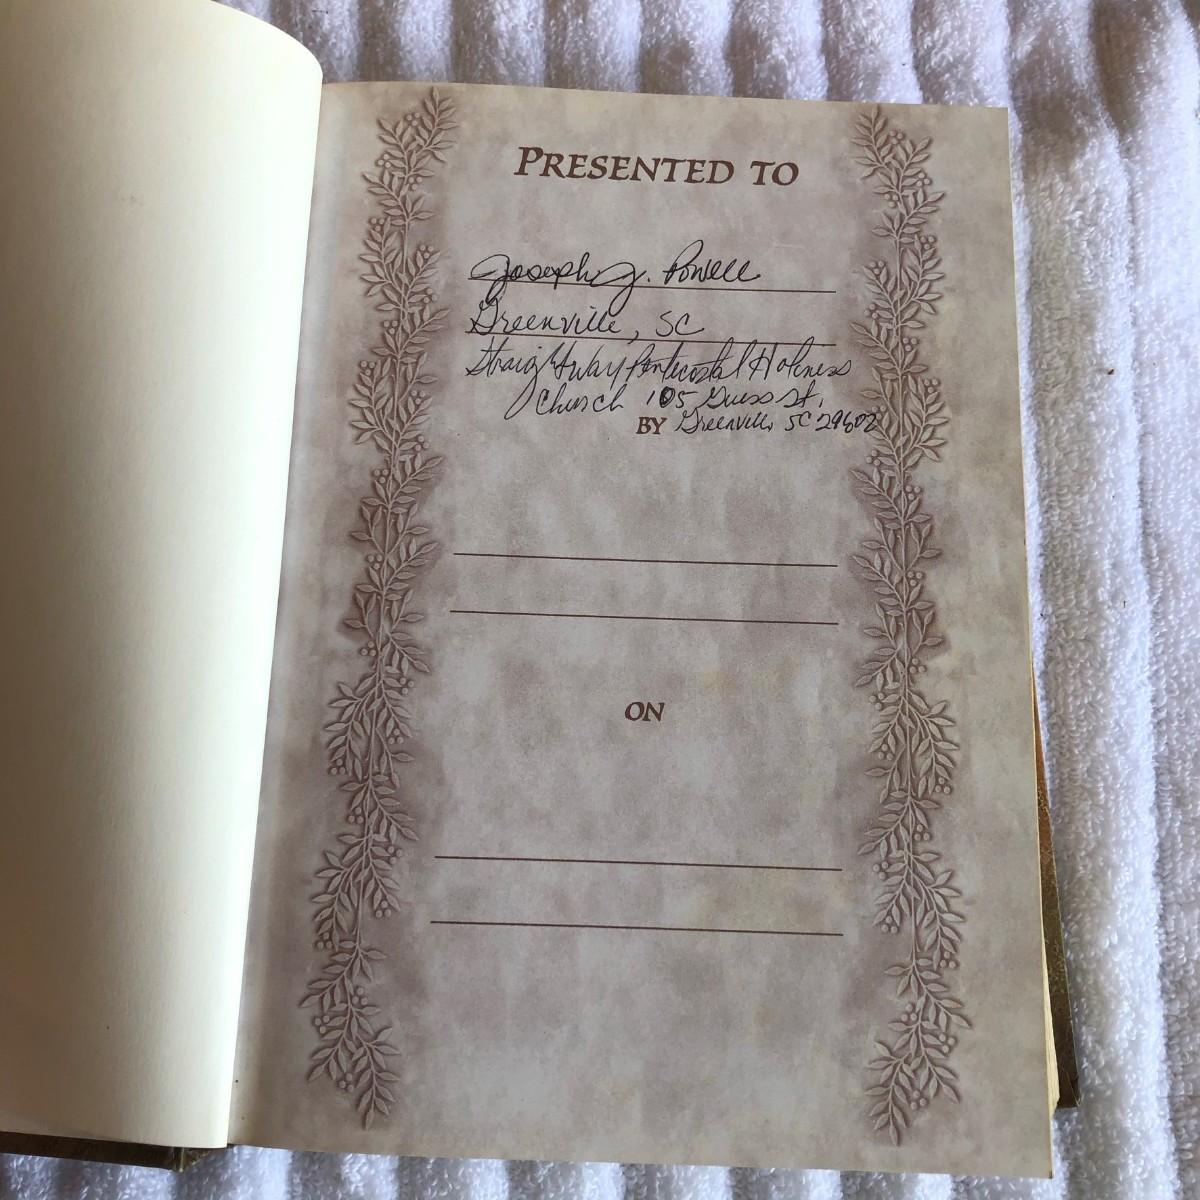 PRESENTED TO
Joseph J. Powell
Greenville, SC
Straightway Pentecostal Holiness
Church 105 Guess St.
BY Greenville SC 29602
ON